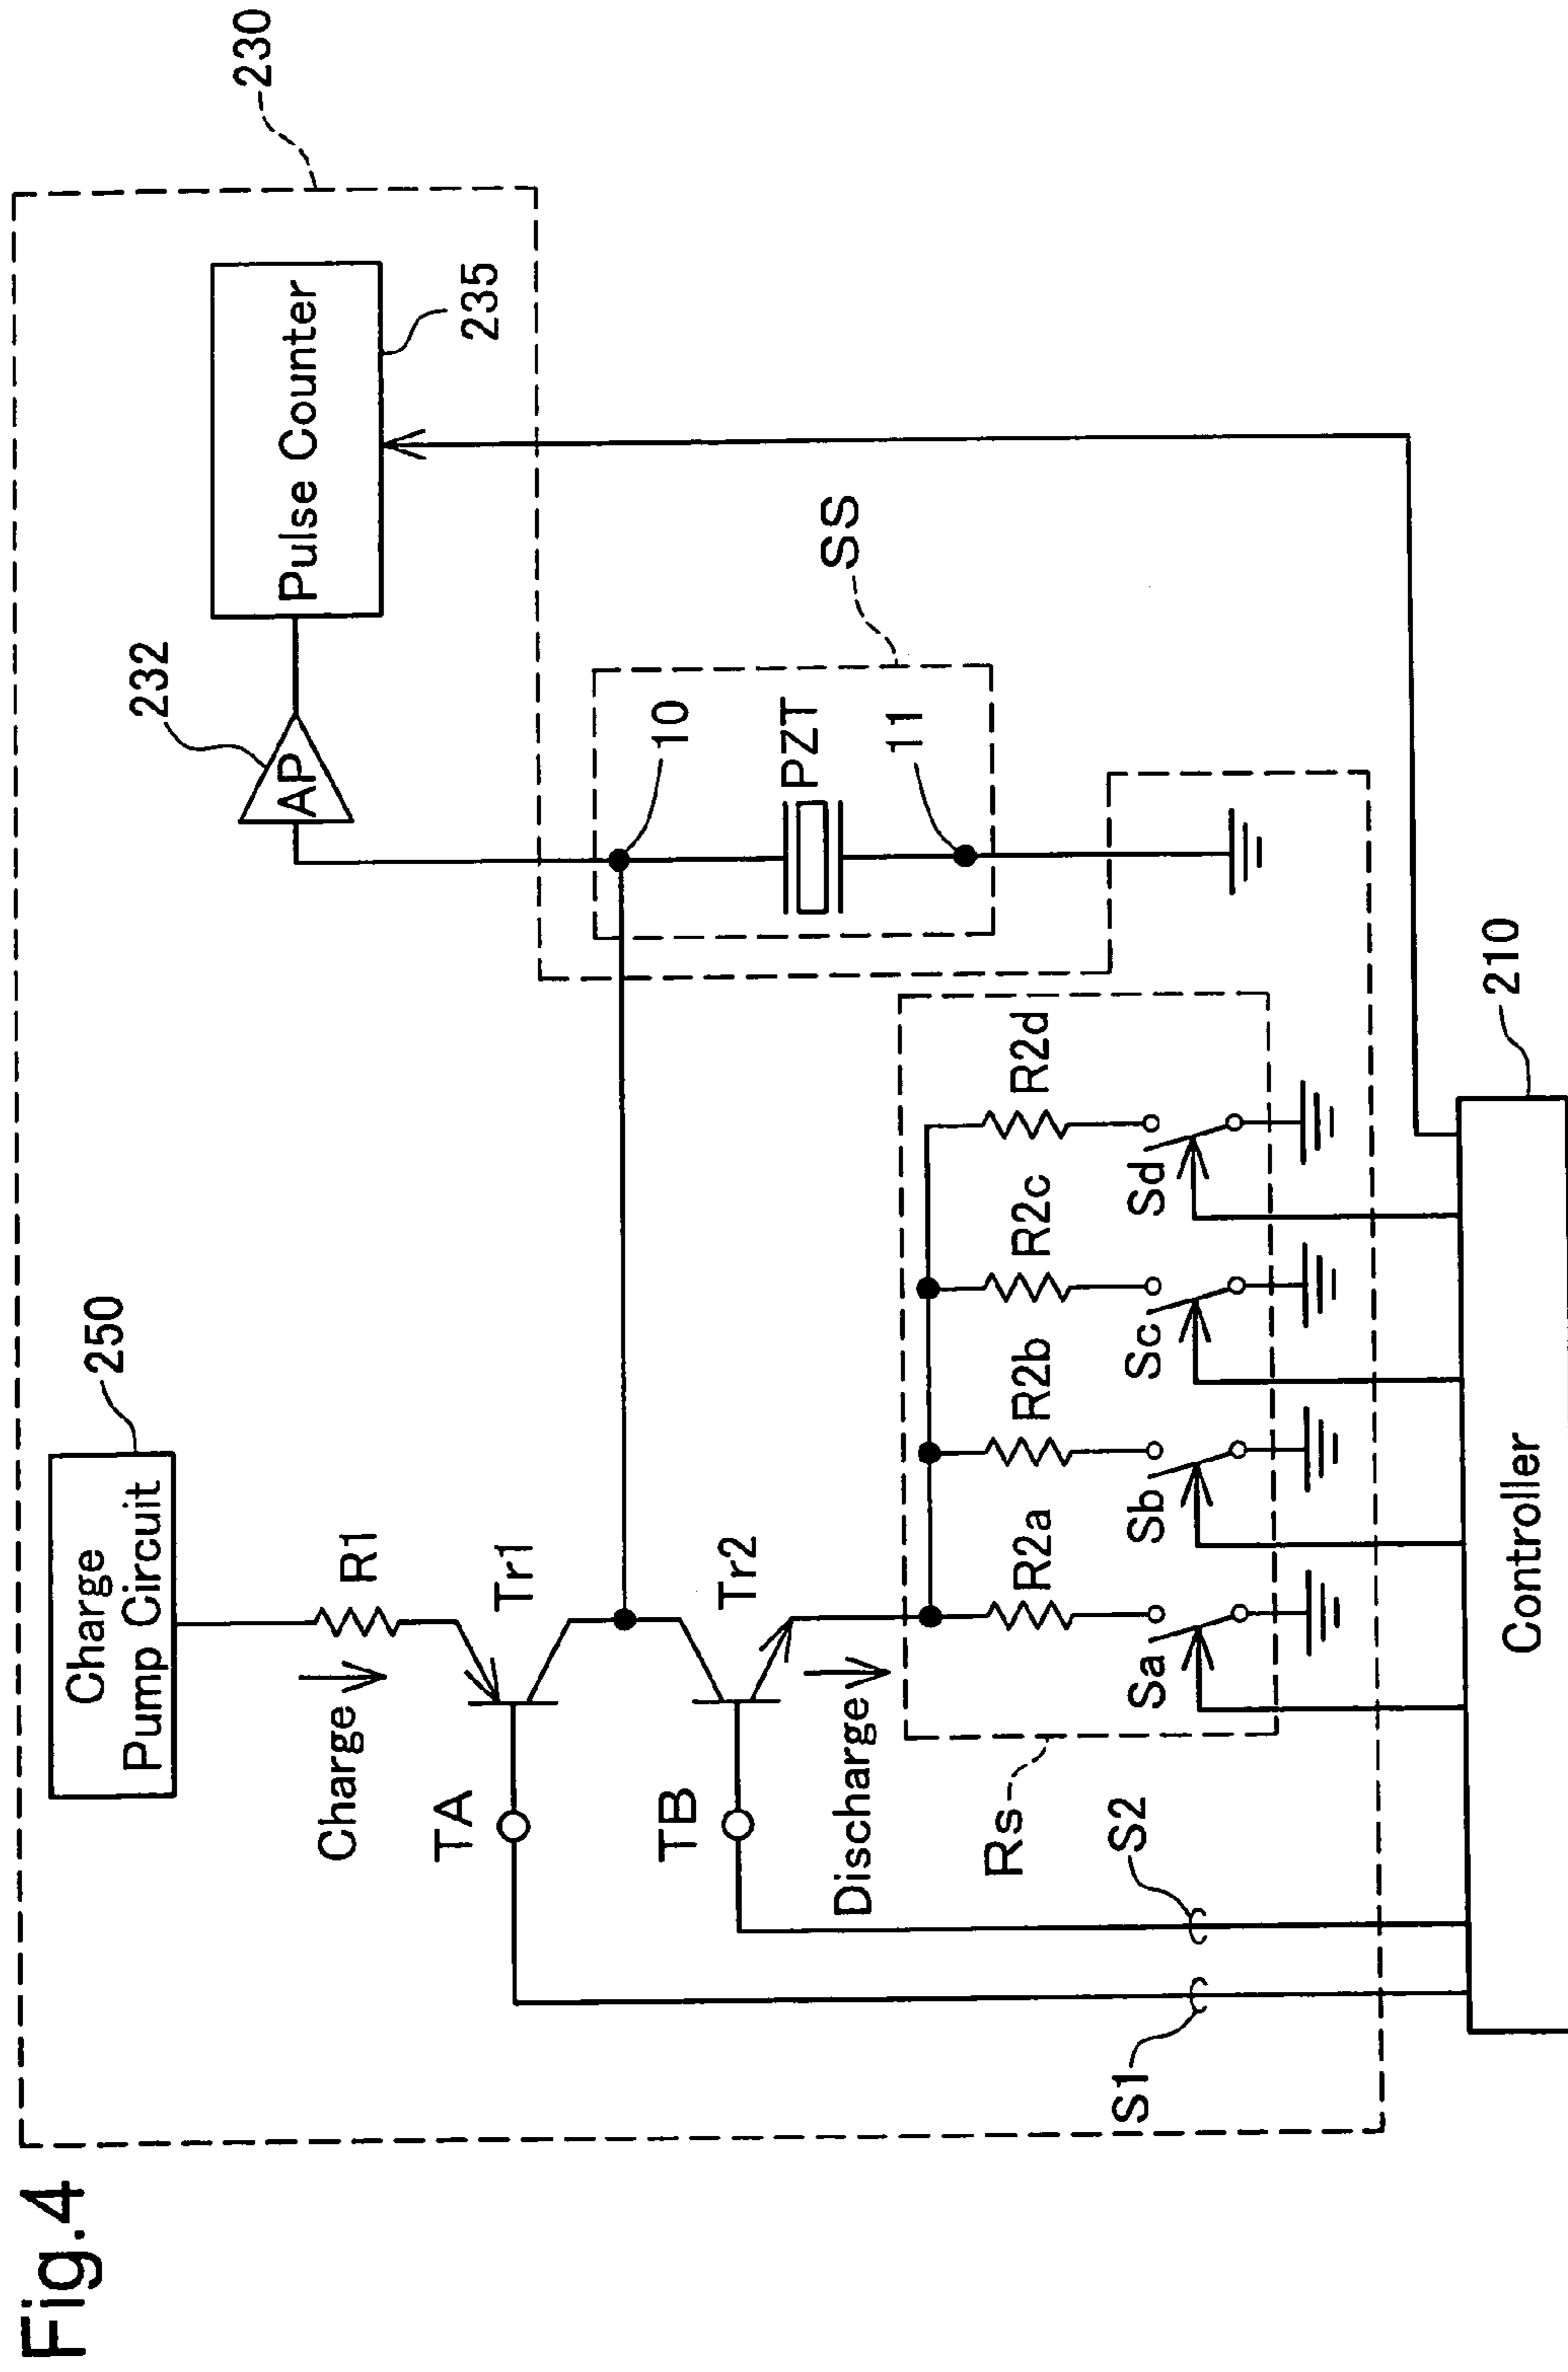 Fig.4
230
Charge
Pump Circuit
250
232
AP
Pulse Counter
235
Charge
R1
TA
Tr1
10
SS
TB
Tr2
PZT
Discharge
11
Rs
R2a
R2b
R2c
R2d
S1
S2
Sa
Sb
Sc
Sd
210
Controller